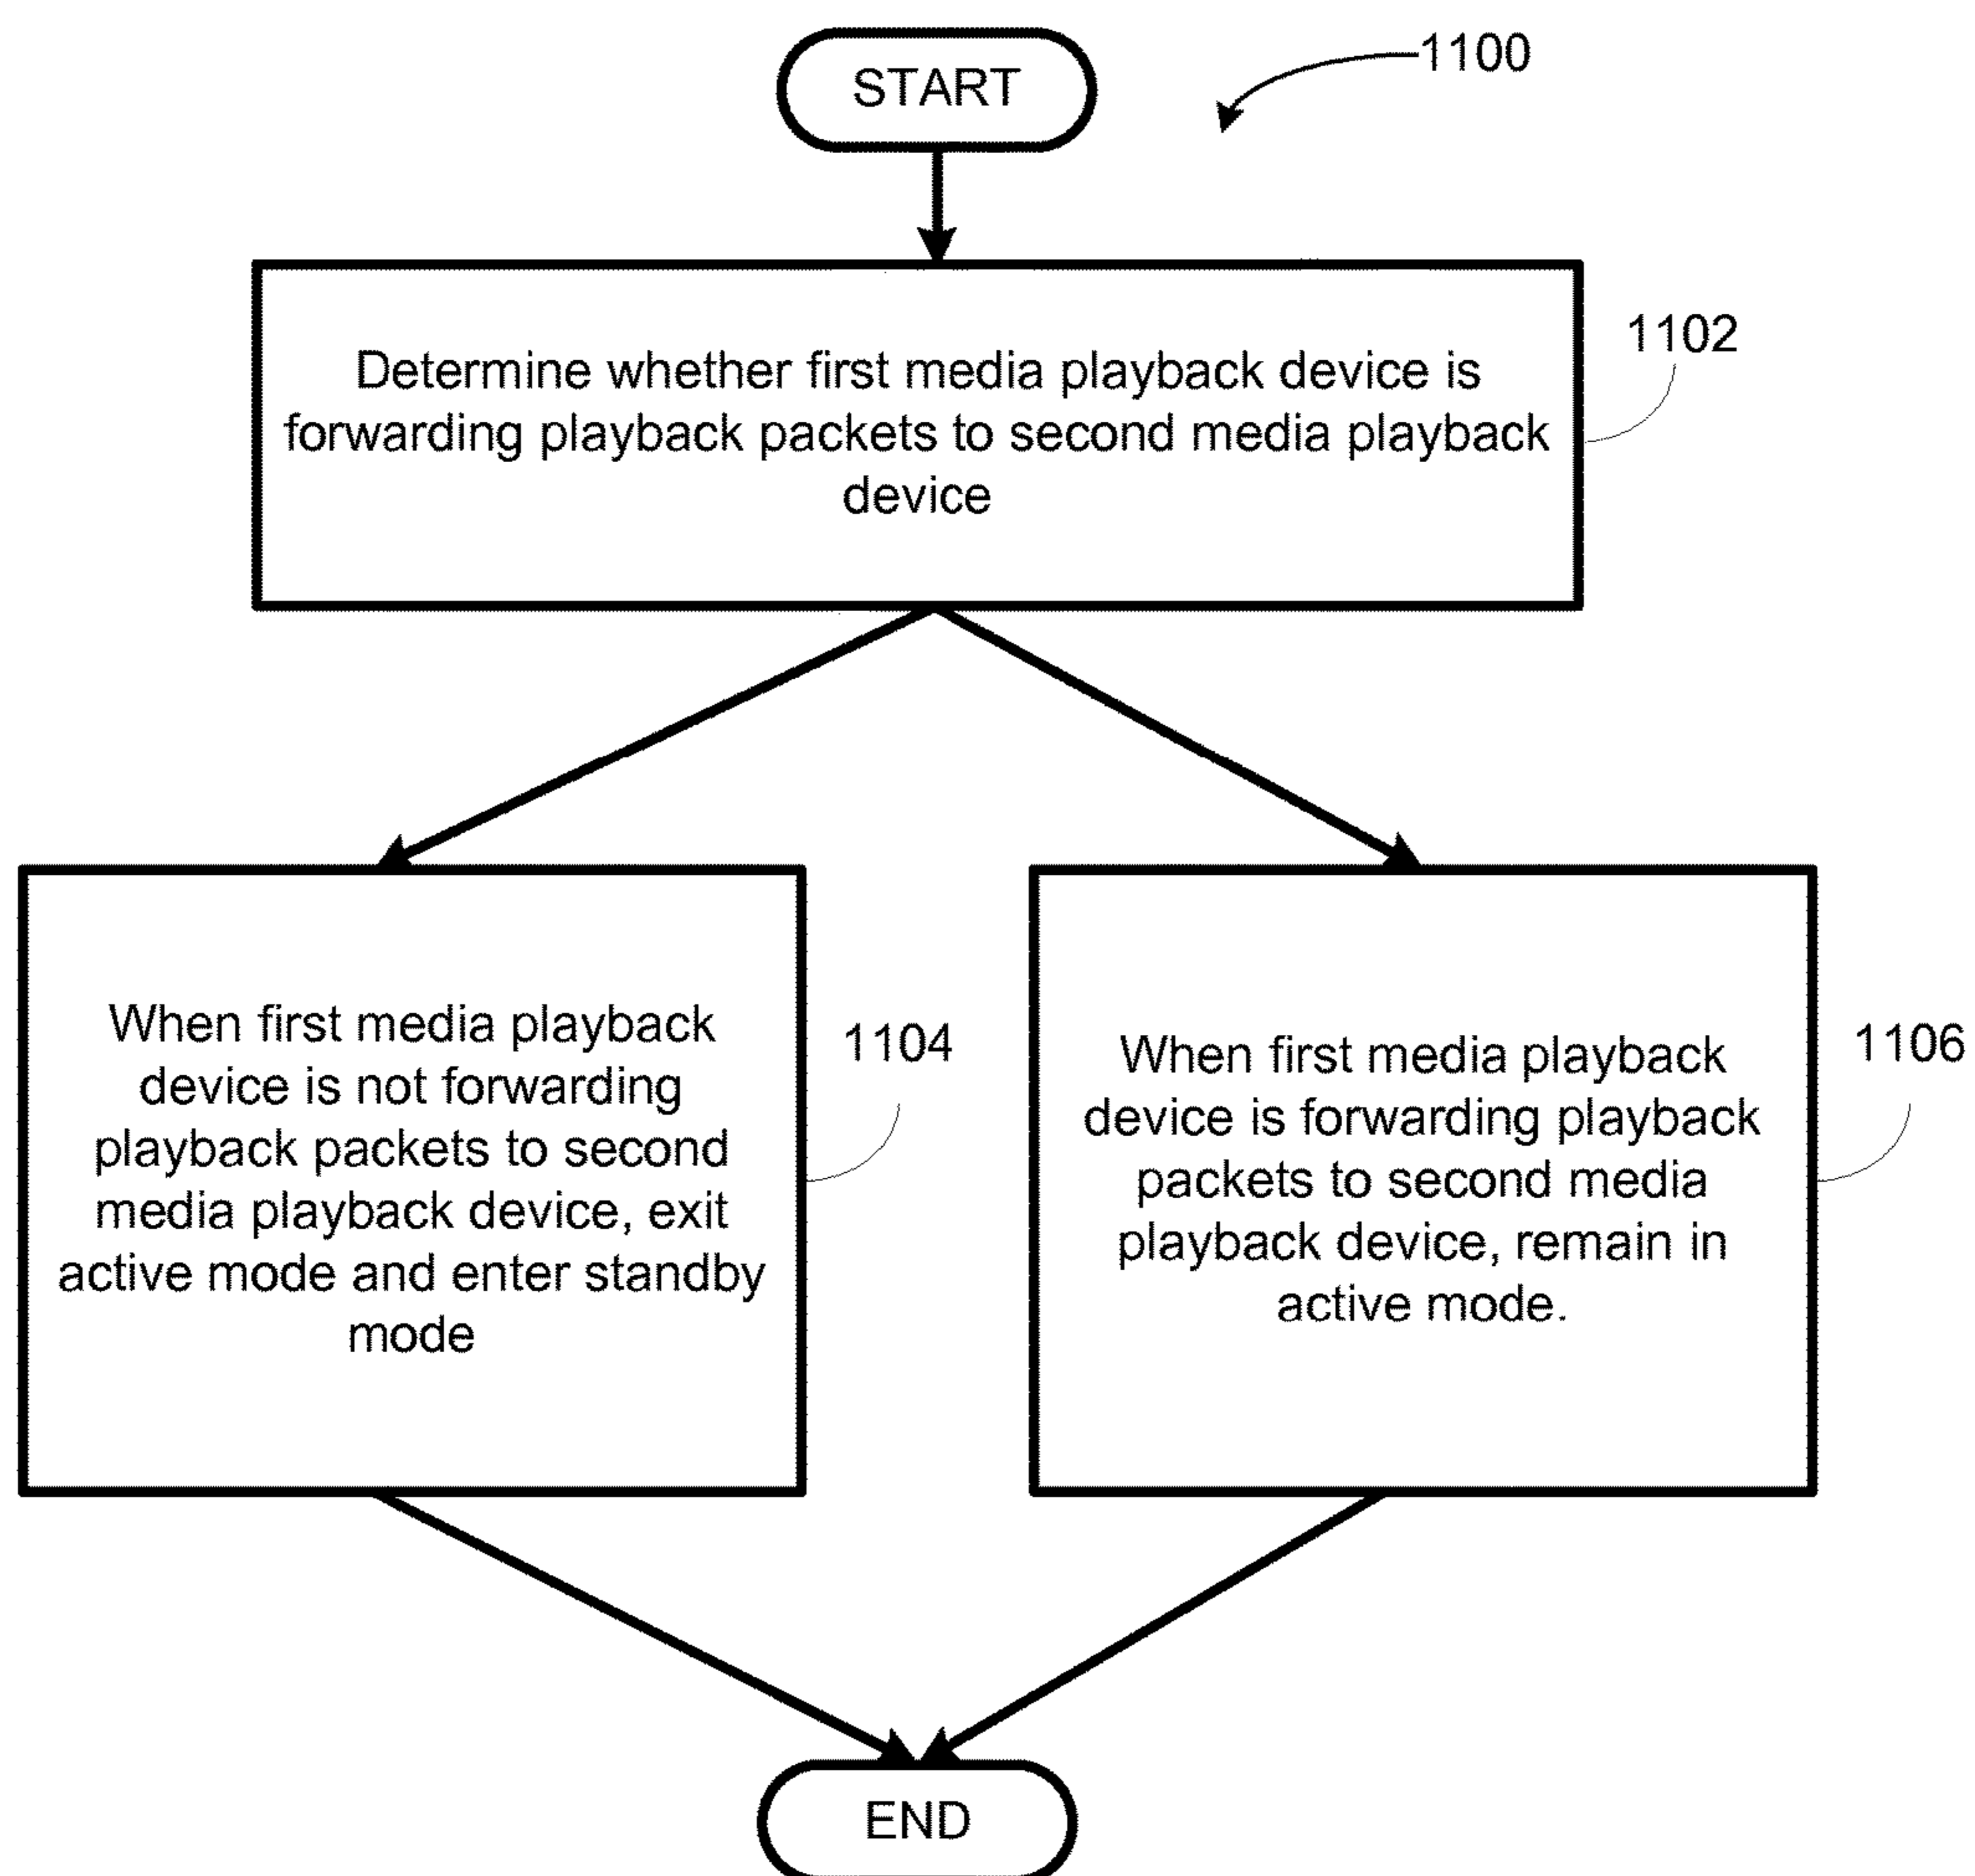 START
1100
Determine whether first media playback device is
forwarding playback packets to second media playback
device
1102
When first media playback
device is not forwarding
playback packets to second
media playback device, exit
active mode and enter standby
mode
1104
When first media playback
device is forwarding playback
packets to second media
playback device, remain in
active mode.
1106
END